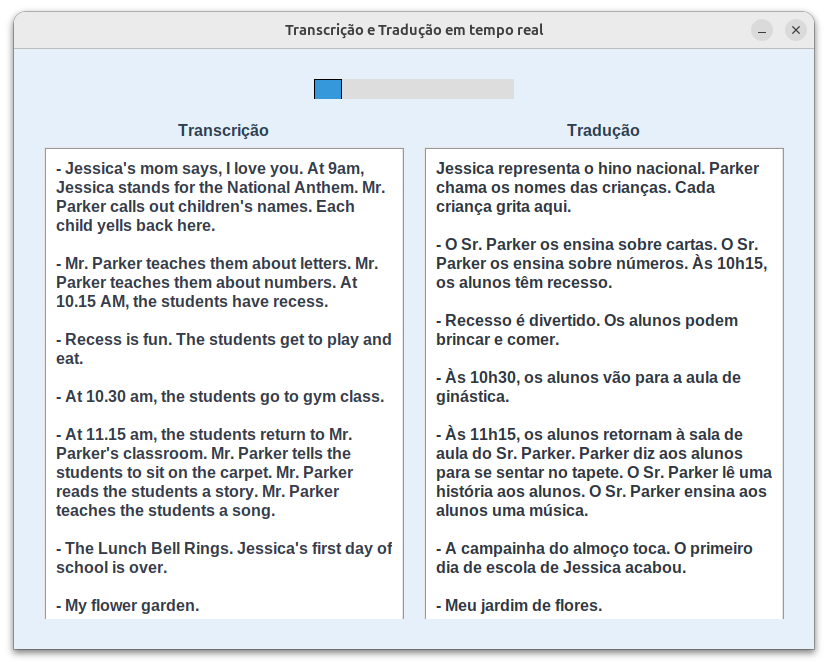 Transcrição e Tradução em tempo real
Transcrição
- Jessica's mom says, I love you. At 9am,
Jessica stands for the National Anthem. Mr.
Parker calls out children's names. Each
child yells back here.
- Mr. Parker teaches them about letters. Mr.
Parker teaches them about numbers. At
10.15 AM, the students have recess.
- Recess is fun. The students get to play and
eat.
- At 10.30 am, the students go to gym class.
- At 11.15 am, the students return to Mr.
Parker's classroom. Mr. Parker tells the
students to sit on the carpet. Mr. Parker
reads the students a story. Mr. Parker
teaches the students a song.
- The Lunch Bell Rings. Jessica's first day of
school is over.
- My flower garden.
Tradução
Jessica representa o hino nacional. Parker
chama os nomes das crianças. Cada
criança grita aqui.
- O Sr. Parker os ensina sobre cartas. O Sr.
Parker os ensina sobre números. Às 10h15,
os alunos têm recesso.
- Recesso é divertido. Os alunos podem
brincar e comer.
- Às 10h30, os alunos vão para a aula de
ginástica.
- Às 11h15, os alunos retornam à sala de
aula do Sr. Parker. Parker diz aos alunos
para se sentar no tapete. O Sr. Parker lê uma
história aos alunos. O Sr. Parker ensina aos
alunos uma música.
- A campainha do almoço toca. O primeiro
dia de escola de Jessica acabou.
- Meu jardim de flores.